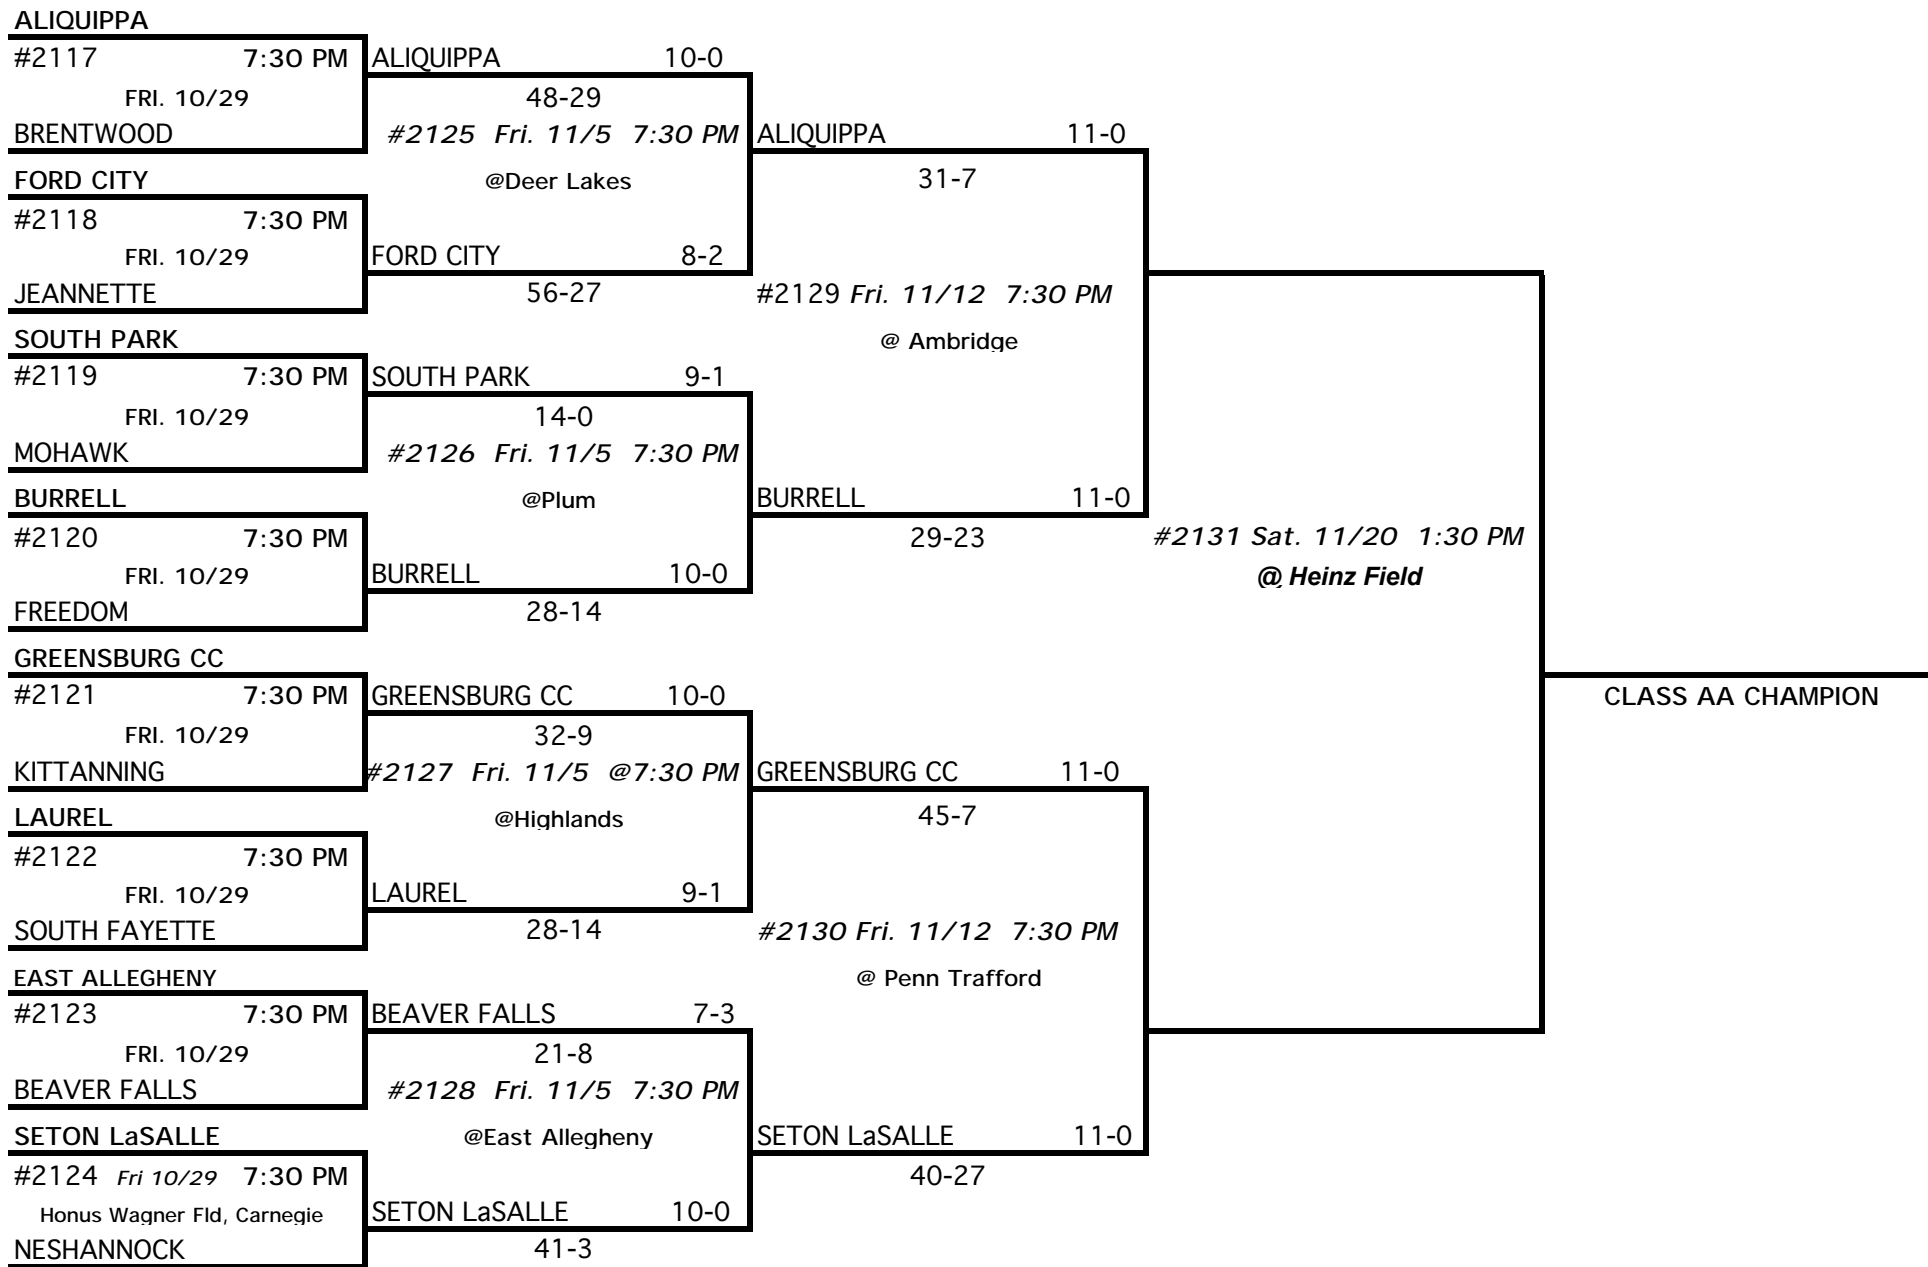 ALIQUIPPA
#2117 7:30 PM
FRI. 10/29
BRENTWOOD
FORD CITY
#2118 7:30 PM
FRI. 10/29
JEANNETTE
SOUTH PARK
#2119 7:30 PM
FRI. 10/29
MOHAWK
BURRELL
#2120 7:30 PM
FRI. 10/29
FREEDOM
GREENSBURG CC
#2121 7:30 PM
FRI. 10/29
KITTANNING
LAUREL
#2122 7:30 PM
FRI. 10/29
SOUTH FAYETTE
EAST ALLEGHENY
#2123 7:30 PM
FRI. 10/29
BEAVER FALLS
SETON LaSALLE
#2124 Fri 10/29 7:30 PM
Honus Wagner Fld, Carnegie
NESHANNOCK
ALIQUIPPA 10-0
48-29
#2125 Fri. 11/5 7:30 PM
@Deer Lakes
FORD CITY 8-2
56-27
SOUTH PARK 9-1
14-0
#2126 Fri. 11/5 7:30 PM
@Plum
BURRELL 10-0
28-14
GREENSBURG CC 10-0
32-9
#2127 Fri. 11/5 @7:30 PM
@Highlands
LAUREL 9-1
28-14
BEAVER FALLS 7-3
21-8
#2128 Fri. 11/5 7:30 PM
@East Allegheny
SETON LaSALLE 10-0
41-3
ALIQUIPPA 11-0
31-7
#2129 Fri. 11/12 7:30 PM
@ Ambridge
BURRELL 11-0
29-23
GREENSBURG CC 11-0
45-7
#2130 Fri. 11/12 7:30 PM
@ Penn Trafford
SETON LaSALLE 11-0
40-27
#2131 Sat. 11/20 1:30 PM
@ Heinz Field
CLASS AA CHAMPION